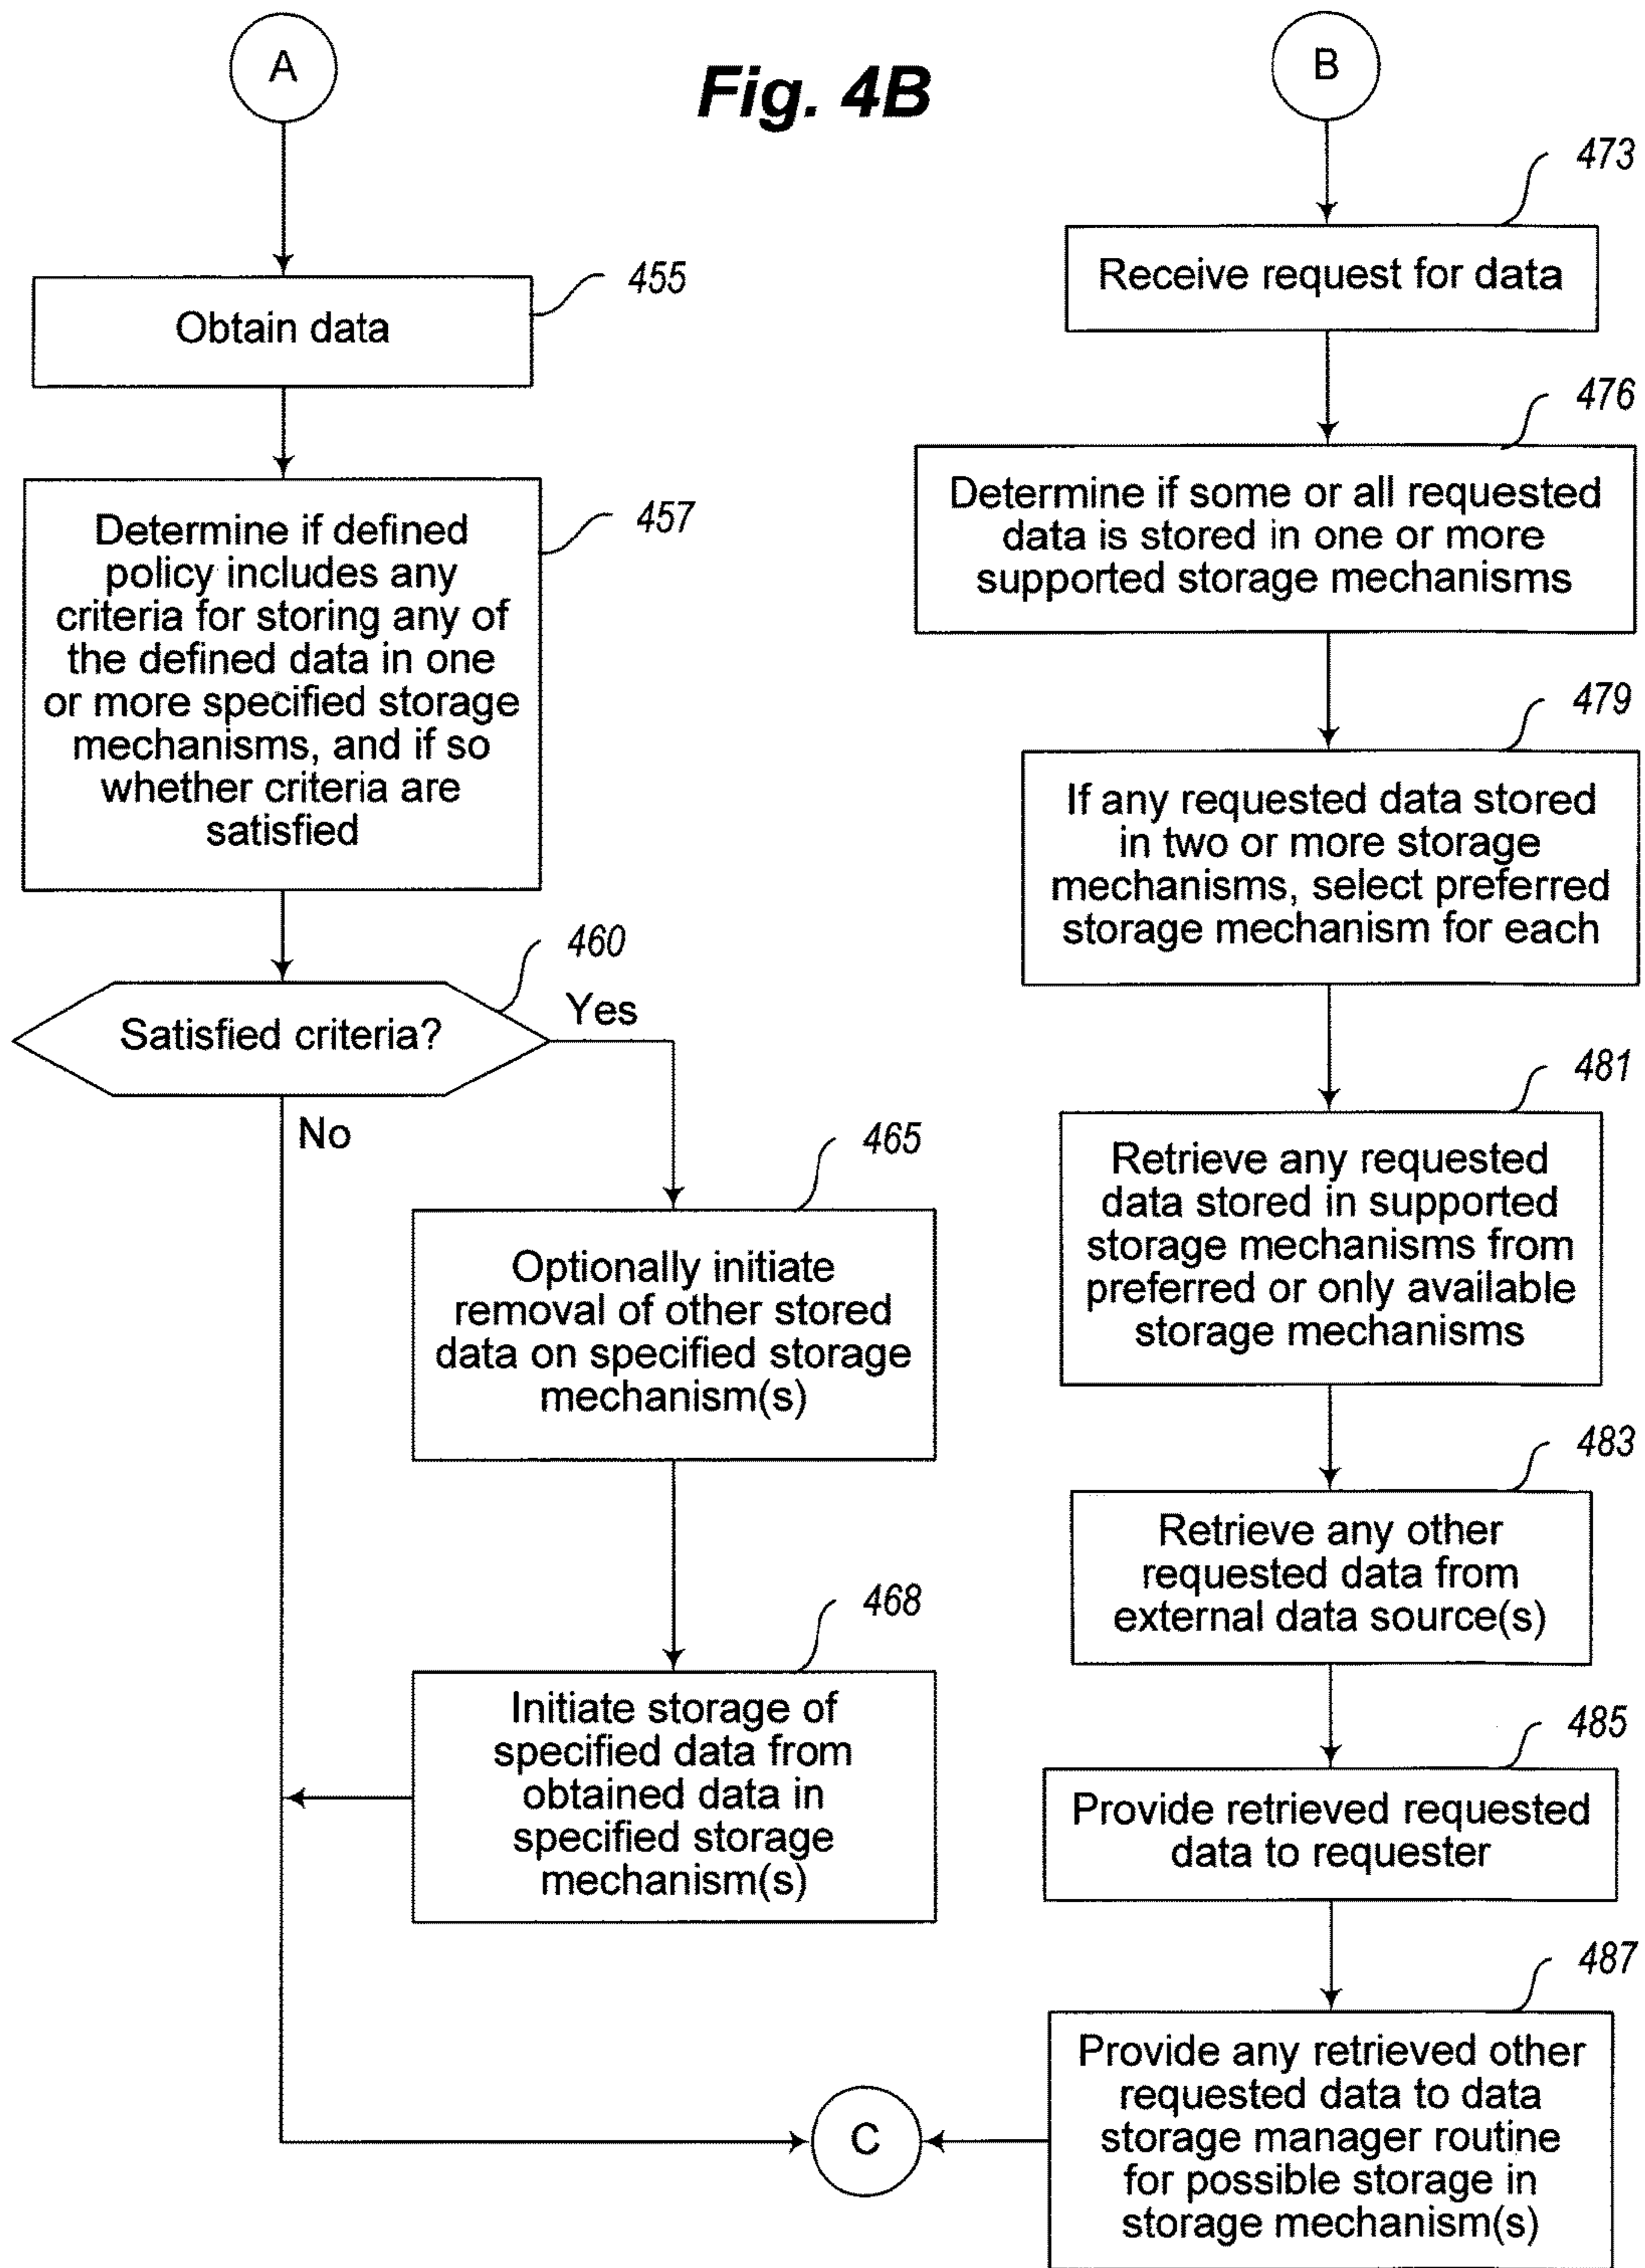 A
Fig. 4B
B
455
Obtain data
457
Determine if defined
policy includes any
criteria for storing any of
the defined data in one
or more specified storage
mechanisms, and if so
whether criteria are
satisfied
460
Satisfied criteria?
Yes
No
465
Optionally initiate
removal of other stored
data on specified storage
mechanism(s)
468
Initiate storage of
specified data from
obtained data in
specified storage
mechanism(s)
473
Receive request for data
476
Determine if some or all requested
data is stored in one or more
supported storage mechanisms
479
If any requested data stored
in two or more storage
mechanisms, select preferred
storage mechanism for each
481
Retrieve any requested
data stored in supported
storage mechanisms from
preferred or only available
storage mechanisms
483
Retrieve any other
requested data from
external data source(s)
485
Provide retrieved requested
data to requester
487
Provide any retrieved other
requested data to data
storage manager routine
for possible storage in
storage mechanism(s)
C